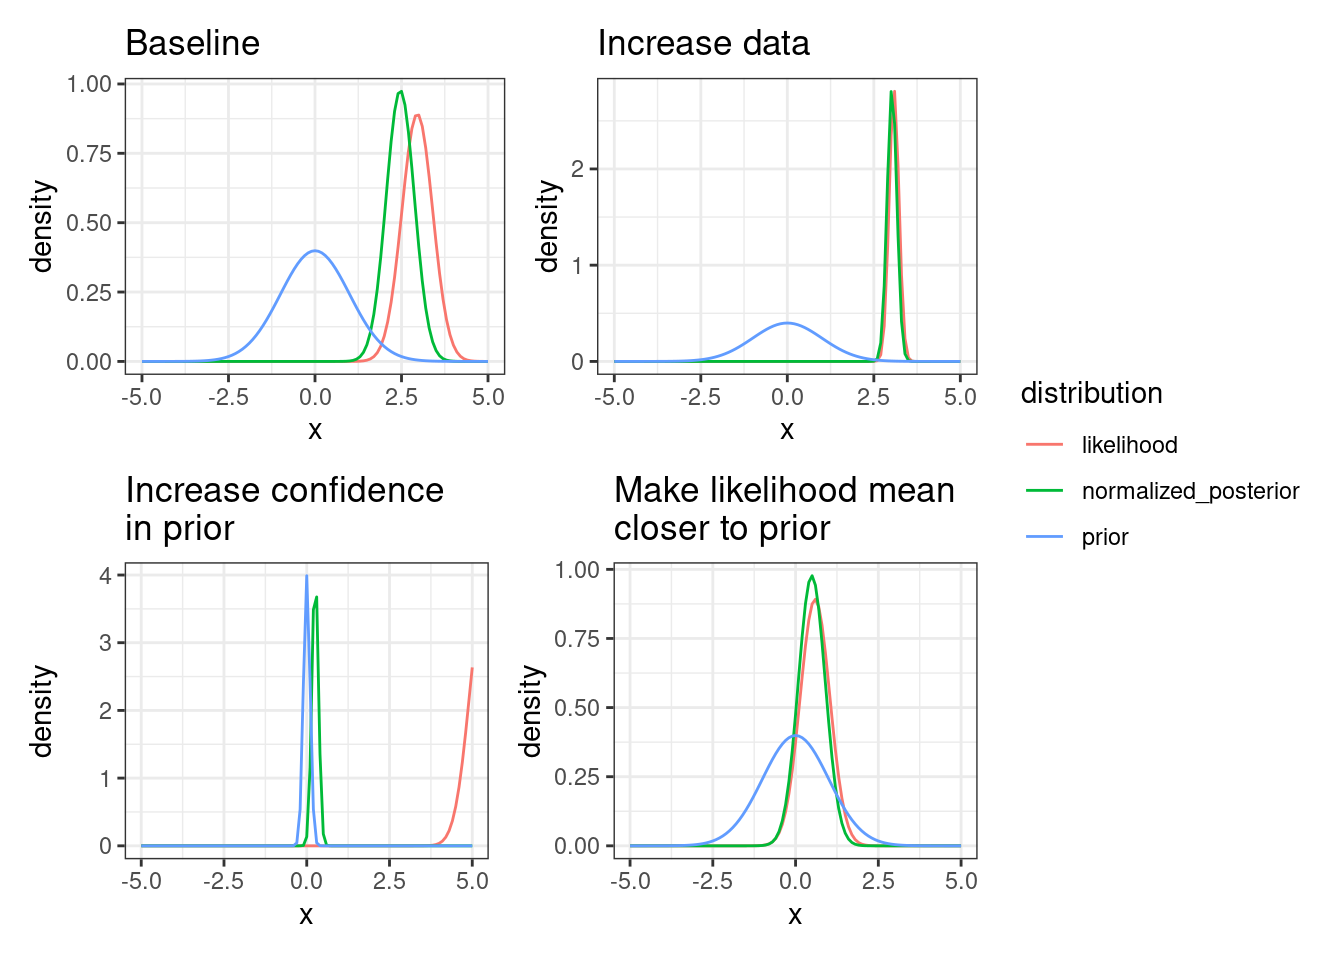 Baseline
1.00
0.75
0.50
0.25
0.00
density
-5.0 -2.5 0.0 2.5 5.0
x
Increase data
2
1
0
density
-5.0 -2.5 0.0 2.5 5.0
x
Increase confidence
in prior
4
3
2
1
0
density
-5.0 -2.5 0.0 2.5 5.0
x
Make likelihood mean
closer to prior
1.00
0.75
0.50
0.25
0.00
density
-5.0 -2.5 0.0 2.5 5.0
x
distribution
likelihood
normalized_posterior
prior